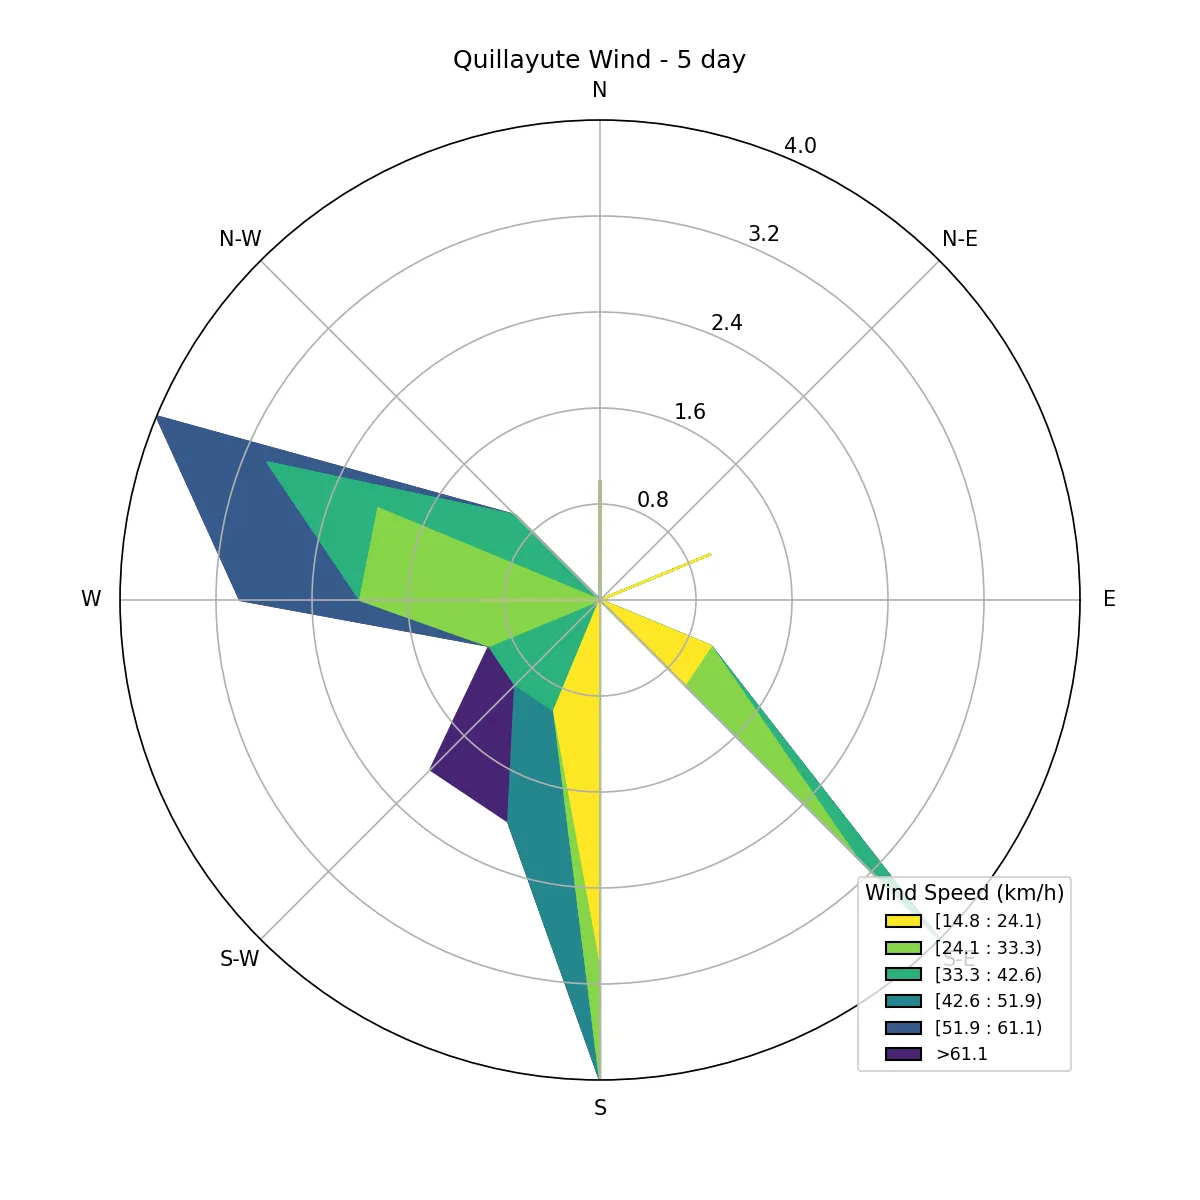 Quillayute Wind - 5 day
N
4.0
N-W
3.2
N-E
2.4
1.6
0.8
W
E
Wind Speed (km/h)
[14.8 : 24.1)
[24.1 : 33.3)
S-W
S-E
[33.3 : 42.6)
[42.6 : 51.9)
[51.9 : 61.1)
>61.1
S